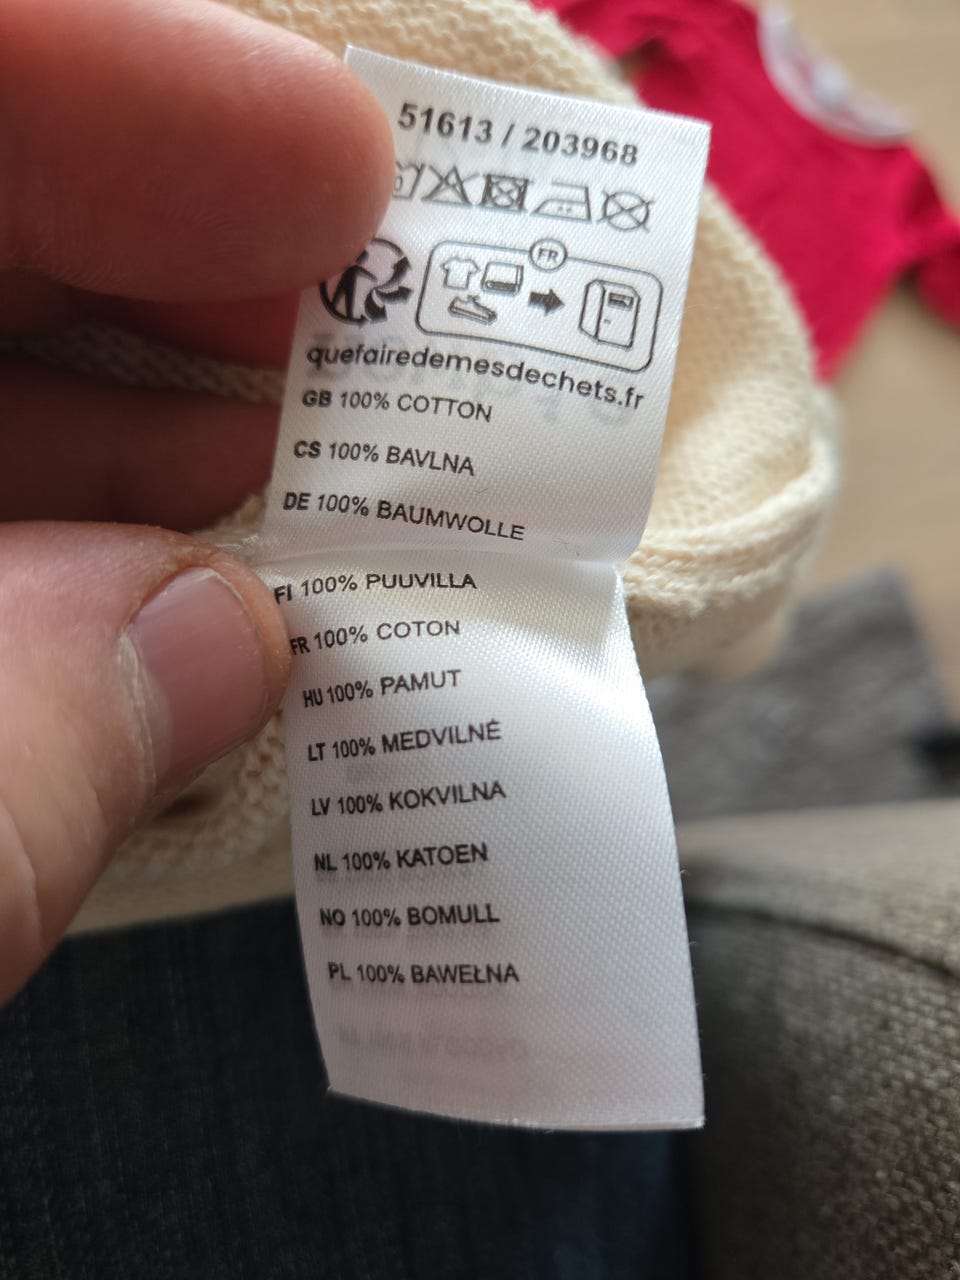 51613 / 203968
FR
quefairedemesdechets.fr
GB 100% COTTON
CS 100% BAVLNA
DE 100% BAUMWOLLE
FI 100% PUUVILLA
FR 100% COTON
HU 100% PAMUT
LT 100% MEDVILNĖ
LV 100% KOKVILNA
NL 100% KATOEN
NO 100% BOMULL
PL 100% BAWEŁNA